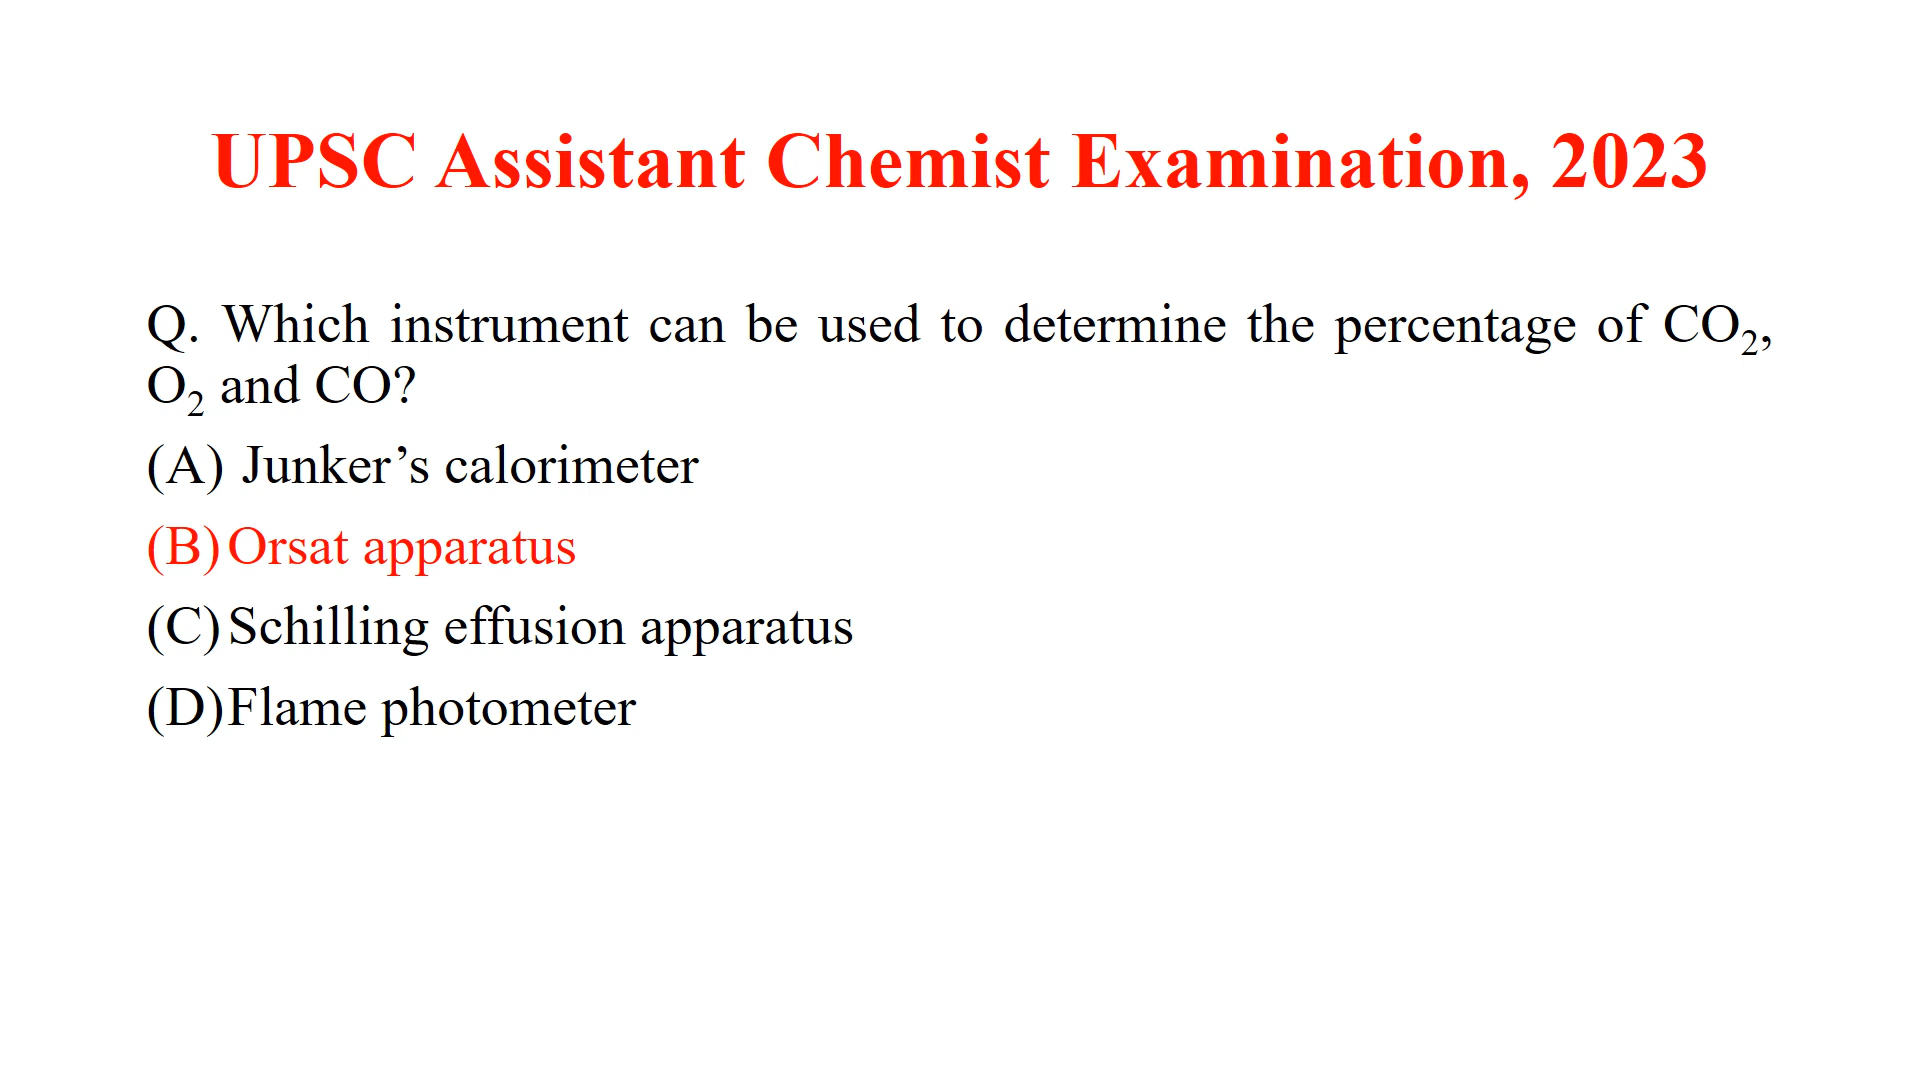 UPSC Assistant Chemist Examination, 2023
Q. Which instrument can be used to determine the percentage of CO₂,
O₂ and CO?
(A) Junker’s calorimeter
(B) Orsat apparatus
(C) Schilling effusion apparatus
(D) Flame photometer